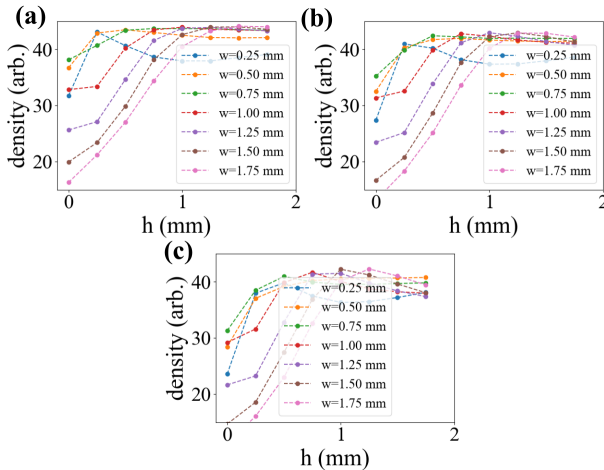 (a)
density (arb.)
40
30
20
w=0.25 mm
w=0.50 mm
w=0.75 mm
w=1.00 mm
w=1.25 mm
w=1.50 mm
w=1.75 mm
0 1 2
h (mm)
(b)
density (arb.)
40
30
20
w=0.25 mm
w=0.50 mm
w=0.75 mm
w=1.00 mm
w=1.25 mm
w=1.50 mm
w=1.75 mm
0 1 2
h (mm)
(c)
density (arb.)
40
30
20
w=0.25 mm
w=0.50 mm
w=0.75 mm
w=1.00 mm
w=1.25 mm
w=1.50 mm
w=1.75 mm
0 1 2
h (mm)